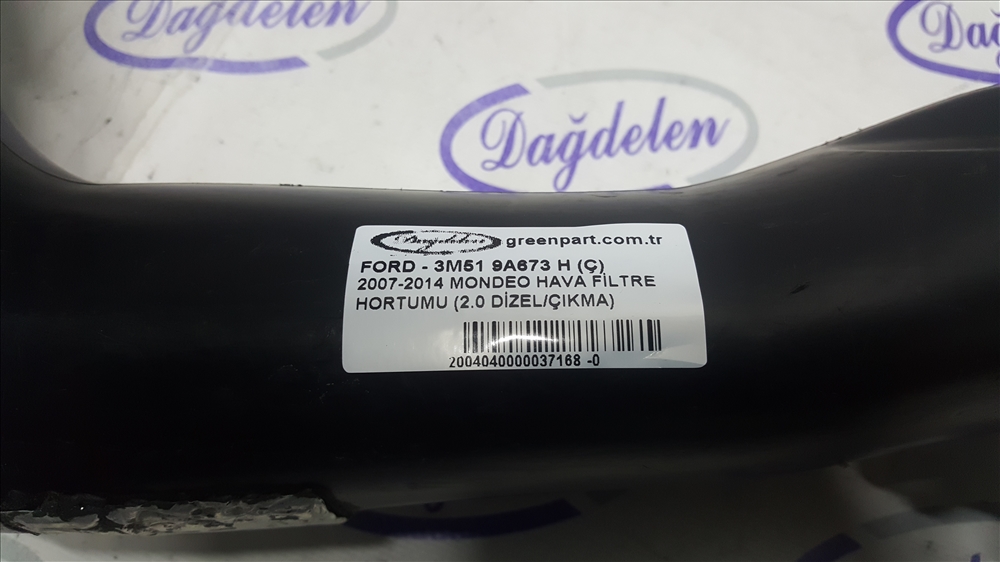 Dağdelen
Dağ
Dağdelen
Dağdelen greenpart.com.tr
FORD - 3M51 9A673 H (Ç)
2007-2014 MONDEO HAVA FİLTRE
HORTUMU (2.0 DİZEL/ÇIKMA)
2004040000037168 -0